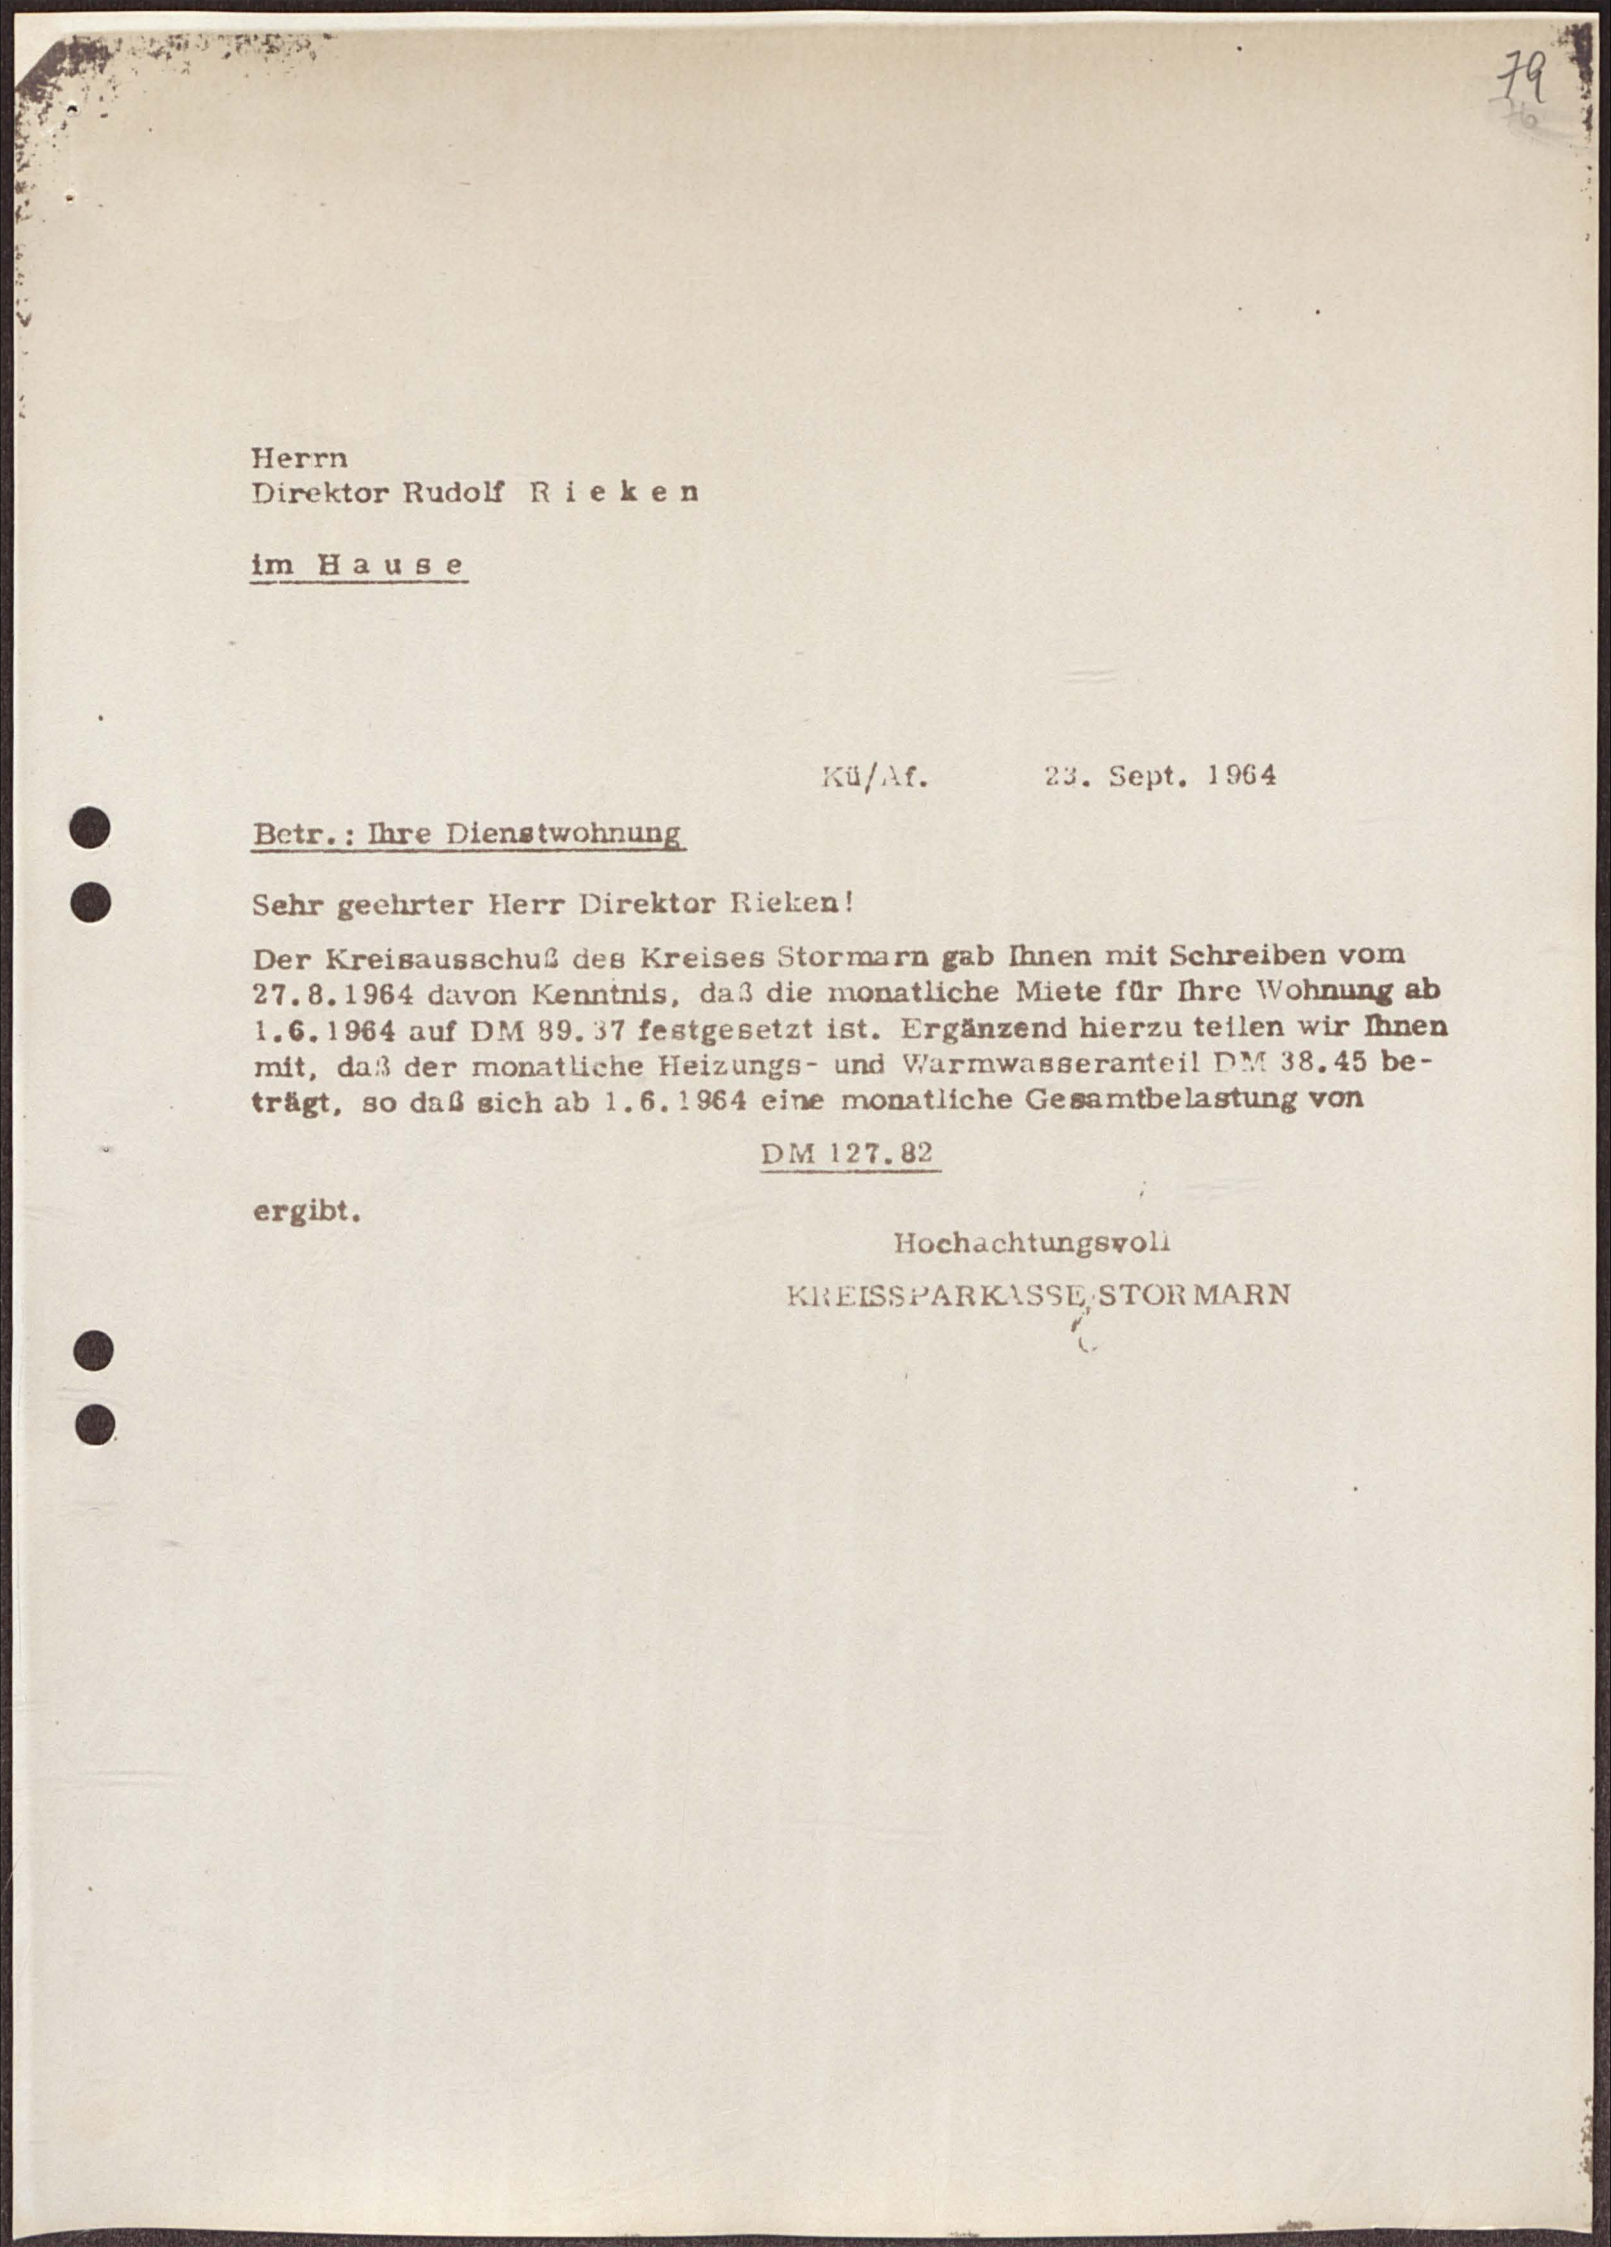 79
76
Herrn
Direktor Rudolf R i e k e n
im H a u s e
Kü/Af. 23. Sept. 1964
Betr.: Ihre Dienstwohnung
Sehr geehrter Herr Direktor Rieken!
Der Kreisausschuß des Kreises Stormarn gab Ihnen mit Schreiben vom
27.8.1964 davon Kenntnis, daß die monatliche Miete für Ihre Wohnung ab
1.6.1964 auf DM 89.37 festgesetzt ist. Ergänzend hierzu teilen wir Ihnen
mit, daß der monatliche Heizungs- und Warmwasseranteil DM 38.45 be-
trägt, so daß sich ab 1.6.1964 eine monatliche Gesamtbelastung von
DM 127.82
ergibt.
Hochachtungsvoll
KREISSPARKASSE STORMARN